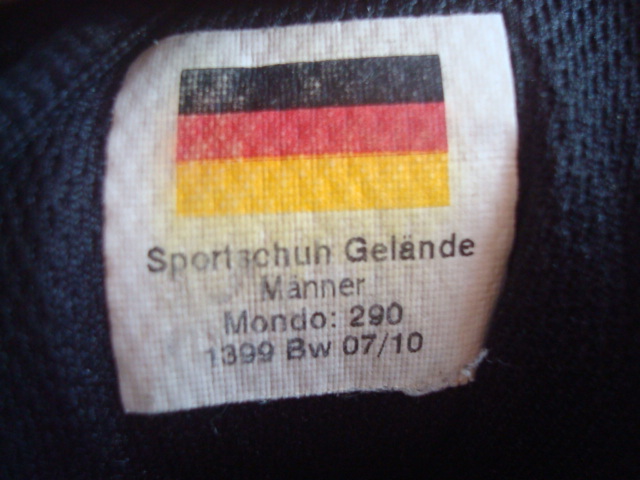 Sportschuh Gelände
Männer
Mondo: 290
1399 Bw 07/10